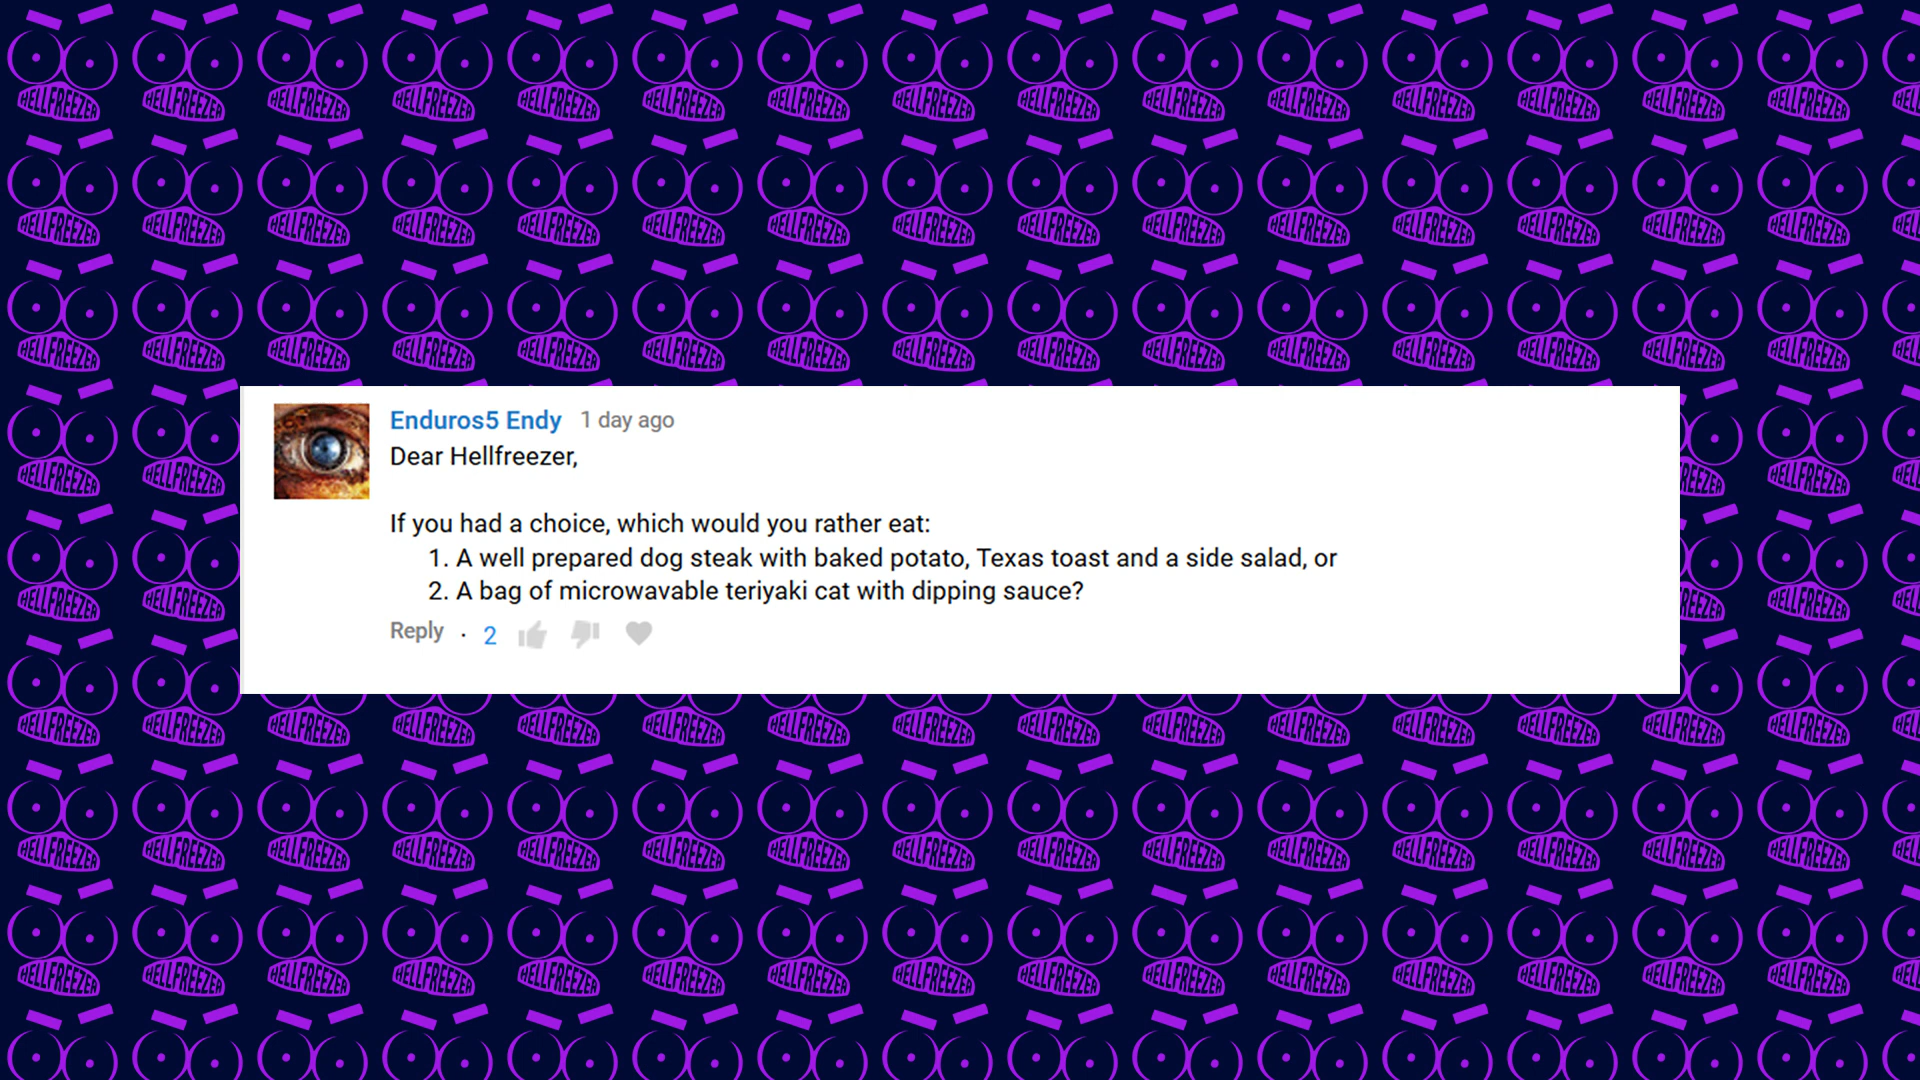 Enduros5 Endy 1 day ago
Dear Hellfreezer,
If you had a choice, which would you rather eat:
1. A well prepared dog steak with baked potato, Texas toast and a side salad, or
2. A bag of microwavable teriyaki cat with dipping sauce?
Reply · 2
HELLFREEZER